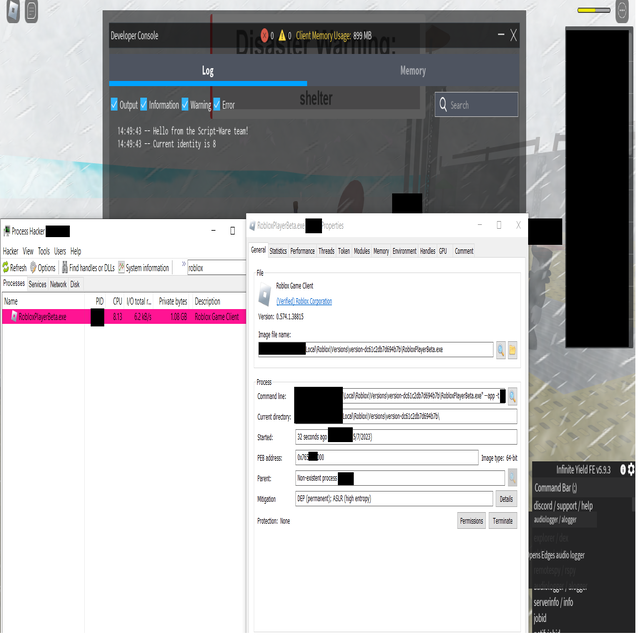 Disaster Warning:
shelter
Developer Console
0
0
Client Memory Usage: 899 MB
Log
Memory
Output
Information
Warning
Error
Search
14:49:43 -- Hello from the Script-Ware team!
14:49:43 -- Current identity is 8
Process Hacker
Hacker View Tools Users Help
Refresh
Options
Find handles or DLLs
System information
»
roblox
Processes Services Network Disk
Name PID CPU I/O total r... Private bytes Description
RobloxPlayerBeta.exe 8.13 6.2 kB/s 1.08 GB Roblox Game Client
RobloxPlayerBeta.exe Properties
General Statistics Performance Threads Token Modules Memory Environment Handles GPU Comment
File
Roblox Game Client
(Verified) Roblox Corporation
Version: 0.574.1.38815
Image file name:
Local\Roblox\Versions\version-dc61c2db7d694b7b\RobloxPlayerBeta.exe
Process
Command line: \Local\Roblox\Versions\version-dc61c2db7d694b7b\RobloxPlayerBeta.exe" --app -t
Current directory: Local\Roblox\Versions\version-dc61c2db7d694b7b\
Started: 32 seconds ago 5/7/2023)
PEB address: 0x765 000 Image type: 64-bit
Parent: Non-existent process
Mitigation DEP (permanent); ASLR (high entropy) Details
Protection: None Permissions Terminate
Infinite Yield FE v5.9.3
Command Bar (;)
discord / support / help
audiologger / alogger
pens Edges audio logger
audiologger / alogger
serverinfo / info
jobid